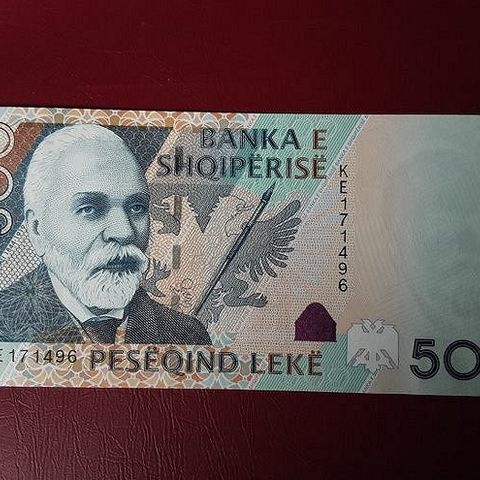 BANKA E
SHQIPËRISË
KE171496
E171496
PESËQIND LEKË
50